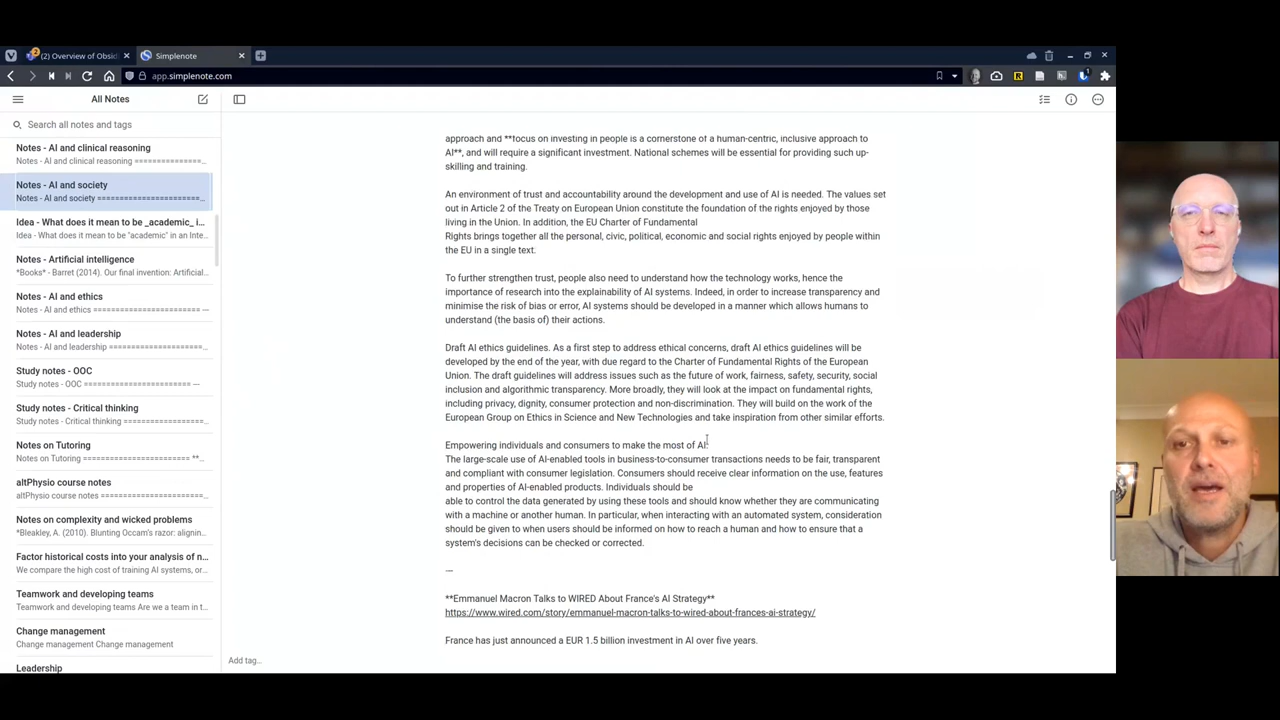 (2) Overview of Obsi
Simplenote
app.simplenote.com
All Notes
Search all notes and tags
Notes - AI and clinical reasoning
Notes - AI and clinical reasoning ===============…
Notes - AI and society
Notes - AI and society =====================…
Idea - What does it mean to be _academic_ i...
Idea - What does it mean to be "academic" in an Inte…
Notes - Artificial intelligence
*Books* - Barret (2014). Our final invention: Artificial…
Notes - AI and ethics
Notes - AI and ethics ====================== —
Notes - AI and leadership
Notes - AI and leadership ====================…
Study notes - OOC
Study notes - OOC ==================== —
Study notes - Critical thinking
Study notes - Critical thinking ==================…
Notes on Tutoring
Notes on Tutoring ==================== **…
altPhysio course notes
altPhysio course notes ====================…
Notes on complexity and wicked problems
*Bleakley, A. (2010). Blunting Occam's razor: alignin…
Factor historical costs into your analysis of n...
We compare the high cost of training AI systems, or…
Teamwork and developing teams
Teamwork and developing teams Are we a team in t…
Change management
Change management Change management
Leadership
approach and **focus on investing in people is a cornerstone of a human-centric, inclusive approach to
AI**, and will require a significant investment. National schemes will be essential for providing such up-
skilling and training.
An environment of trust and accountability around the development and use of AI is needed. The values set
out in Article 2 of the Treaty on European Union constitute the foundation of the rights enjoyed by those
living in the Union. In addition, the EU Charter of Fundamental
Rights brings together all the personal, civic, political, economic and social rights enjoyed by people within
the EU in a single text.
To further strengthen trust, people also need to understand how the technology works, hence the
importance of research into the explainability of AI systems. Indeed, in order to increase transparency and
minimise the risk of bias or error, AI systems should be developed in a manner which allows humans to
understand (the basis of) their actions.
Draft AI ethics guidelines. As a first step to address ethical concerns, draft AI ethics guidelines will be
developed by the end of the year, with due regard to the Charter of Fundamental Rights of the European
Union. The draft guidelines will address issues such as the future of work, fairness, safety, security, social
inclusion and algorithmic transparency. More broadly, they will look at the impact on fundamental rights,
including privacy, dignity, consumer protection and non-discrimination. They will build on the work of the
European Group on Ethics in Science and New Technologies and take inspiration from other similar efforts.
Empowering individuals and consumers to make the most of AI:
The large-scale use of AI-enabled tools in business-to-consumer transactions needs to be fair, transparent
and compliant with consumer legislation. Consumers should receive clear information on the use, features
and properties of AI-enabled products. Individuals should be
able to control the data generated by using these tools and should know whether they are communicating
with a machine or another human. In particular, when interacting with an automated system, consideration
should be given to when users should be informed on how to reach a human and how to ensure that a
system's decisions can be checked or corrected.
—
**Emmanuel Macron Talks to WIRED About France's AI Strategy**
https://www.wired.com/story/emmanuel-macron-talks-to-wired-about-frances-ai-strategy/
France has just announced a EUR 1.5 billion investment in AI over five years.
Add tag…